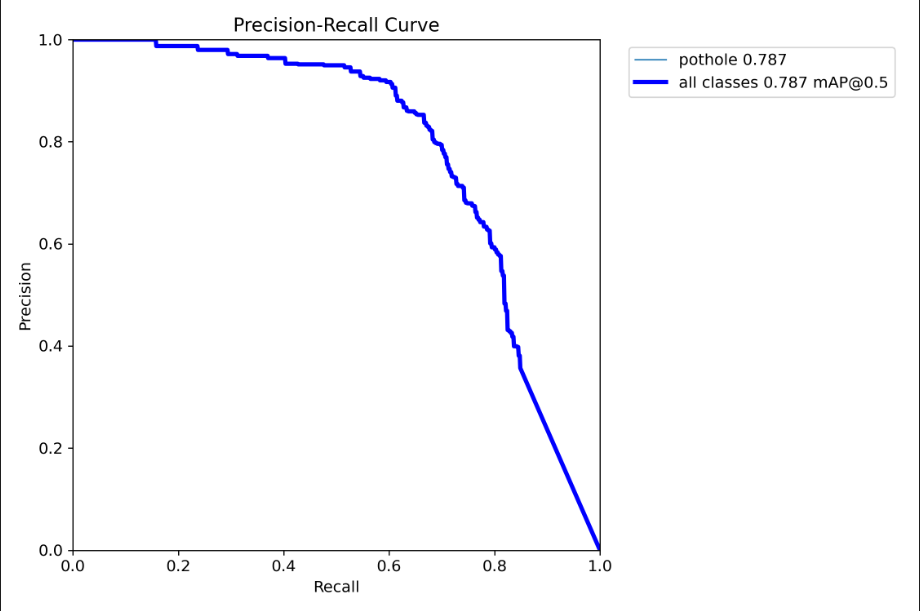 Precision-Recall Curve
pothole 0.787
all classes 0.787 mAP@0.5
1.0
0.8
0.6
0.4
0.2
0.0
Precision
0.0 0.2 0.4 0.6 0.8 1.0
Recall